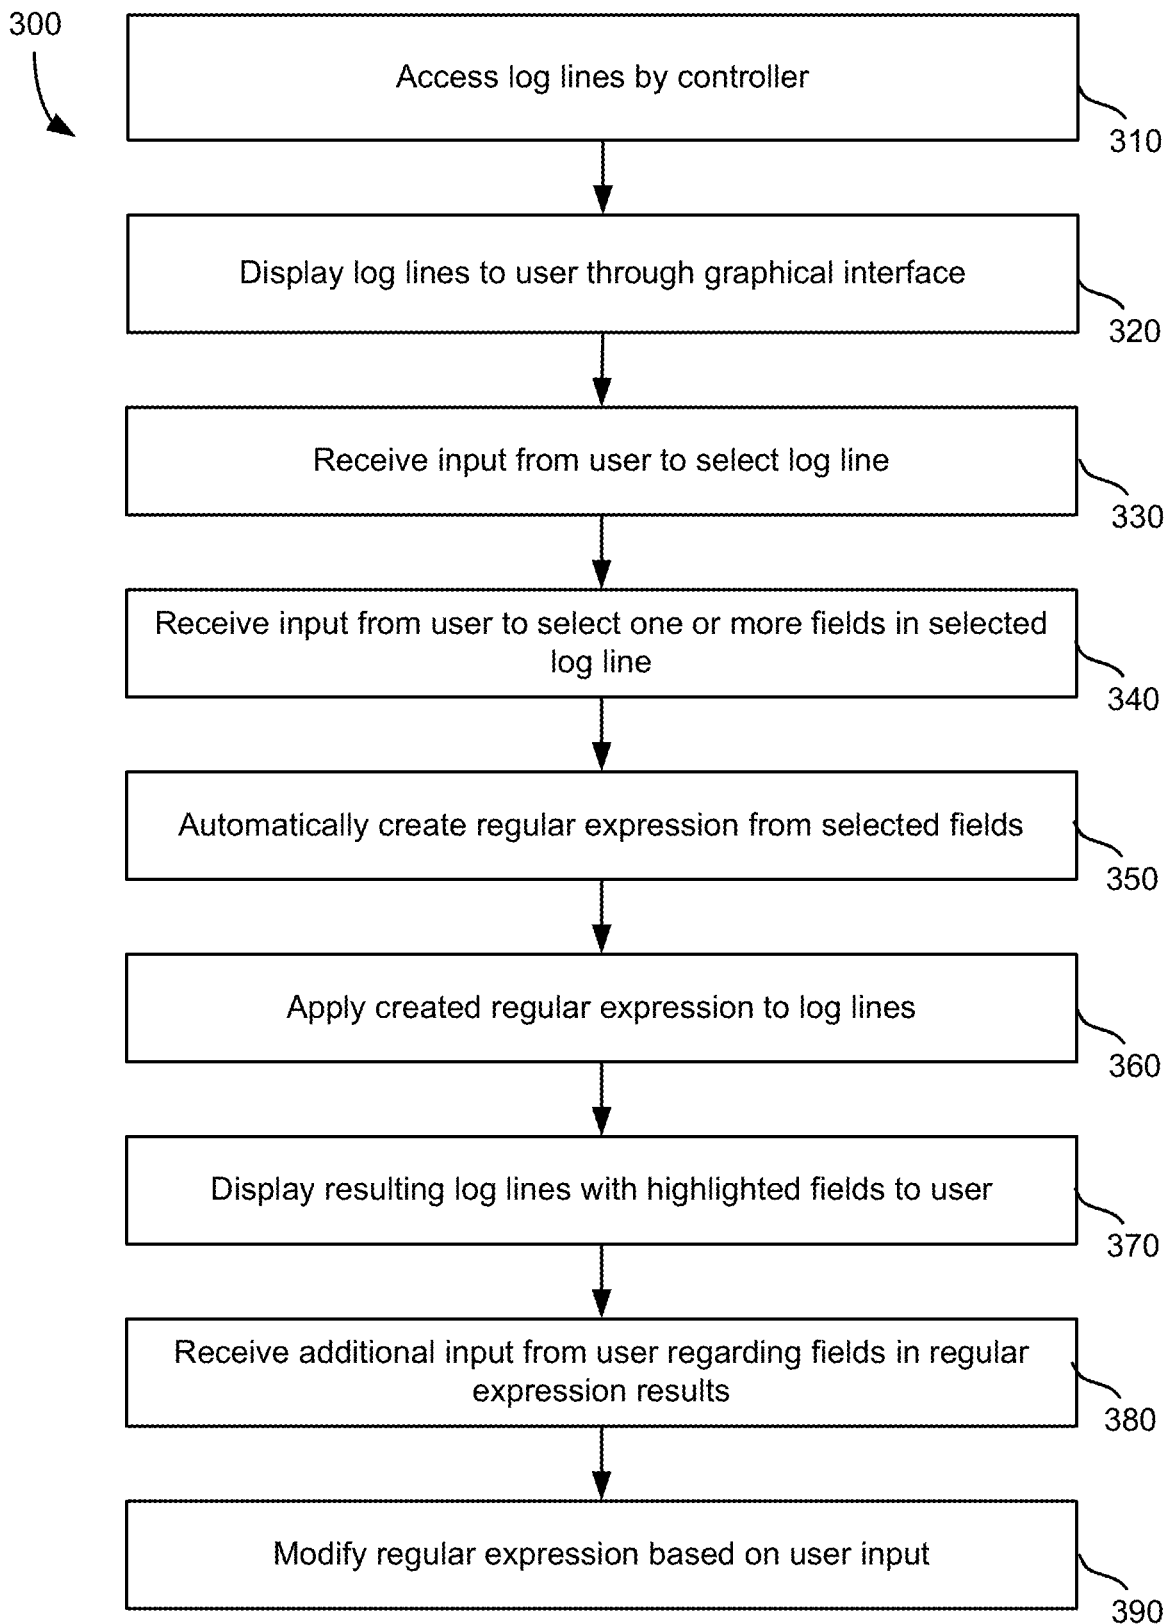 300
Access log lines by controller
310
Display log lines to user through graphical interface
320
Receive input from user to select log line
330
Receive input from user to select one or more fields in selected
log line
340
Automatically create regular expression from selected fields
350
Apply created regular expression to log lines
360
Display resulting log lines with highlighted fields to user
370
Receive additional input from user regarding fields in regular
expression results
380
Modify regular expression based on user input
390